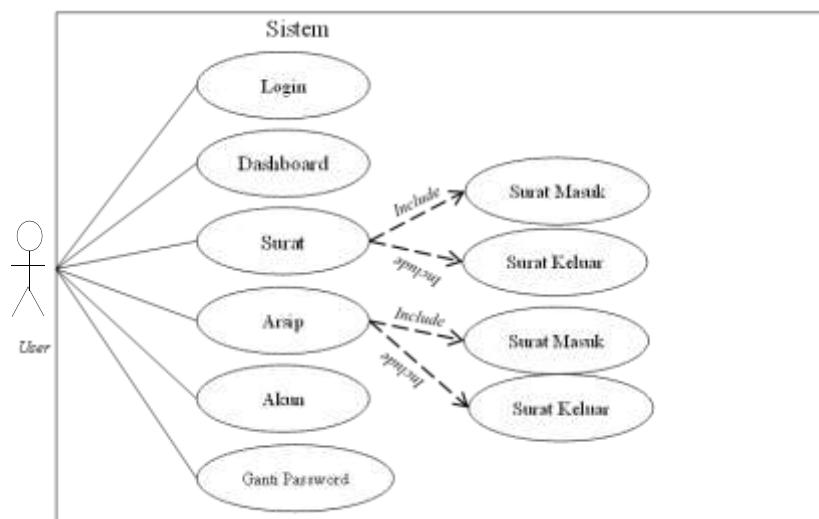 Sistem
Login
Dashboard
Surat
Arsip
Akun
Ganti Password
User
Include
Surat Masuk
Include
Surat Keluar
Include
Surat Masuk
Include
Surat Keluar